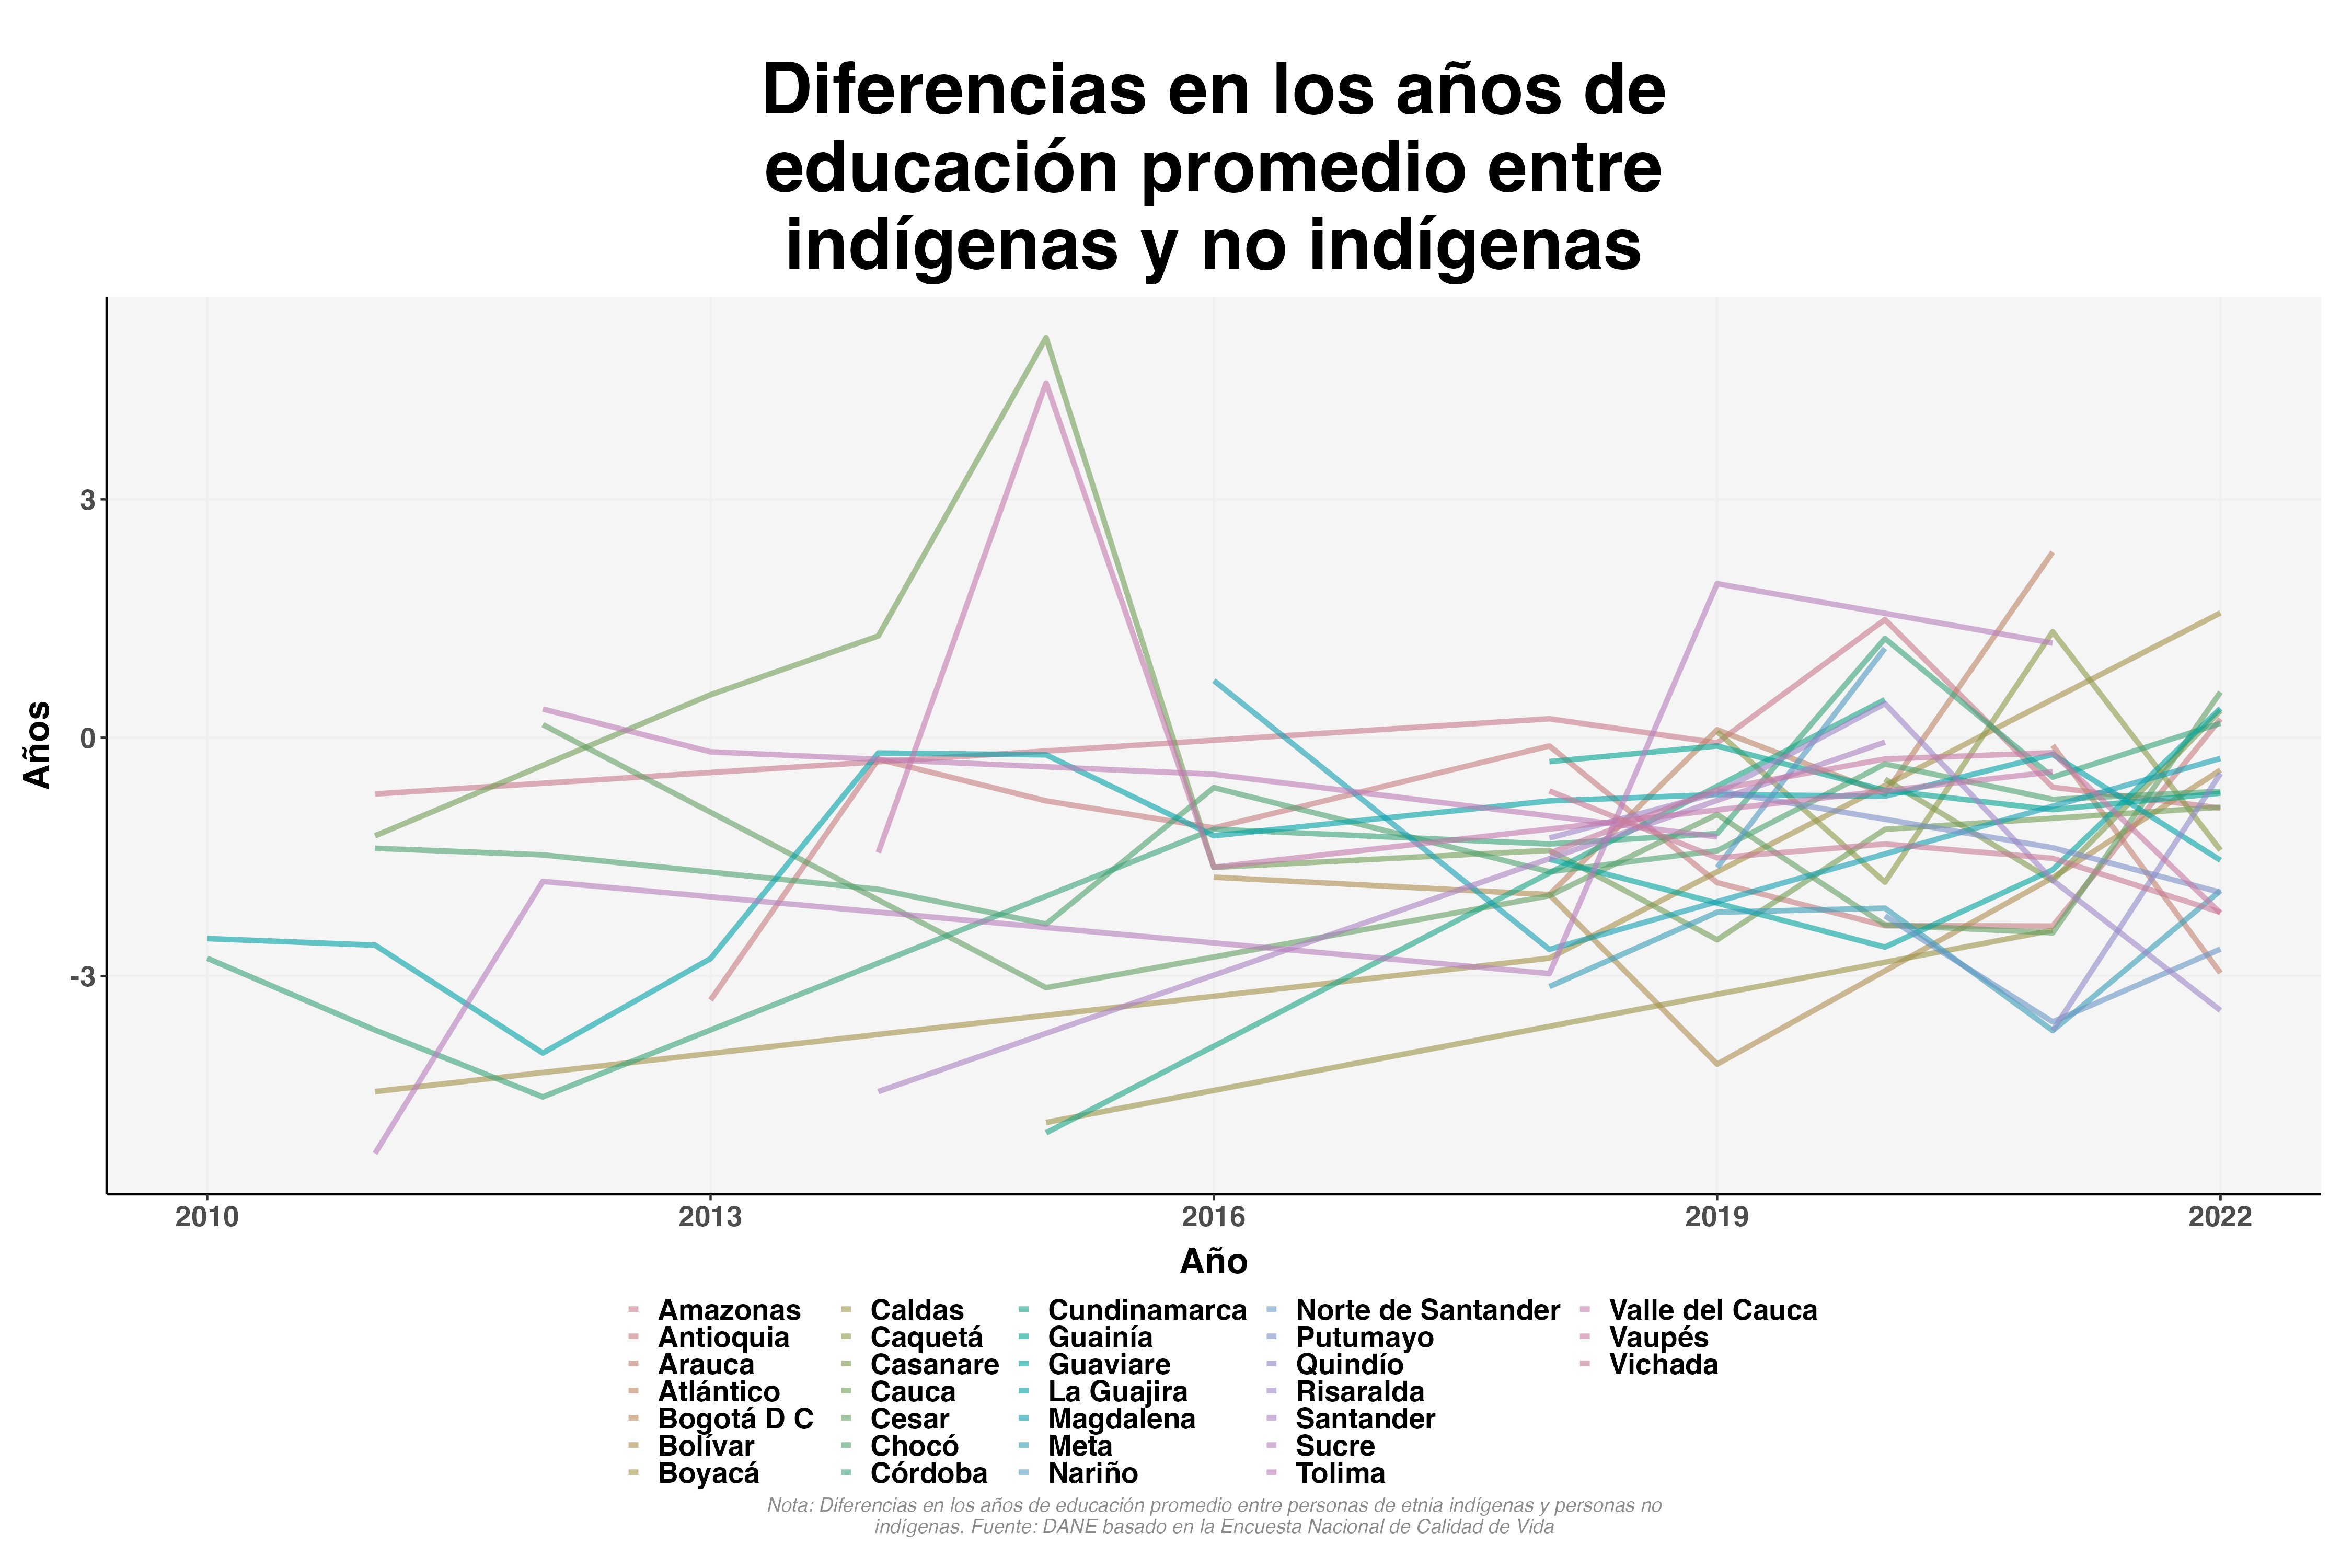 Diferencias en los años de
educación promedio entre
indígenas y no indígenas
Años
3
0
-3
2010
2013
2016
2019
2022
Año
Amazonas
Antioquia
Arauca
Atlántico
Bogotá D C
Bolívar
Boyacá
Caldas
Caquetá
Casanare
Cauca
Cesar
Chocó
Córdoba
Cundinamarca
Guainía
Guaviare
La Guajira
Magdalena
Meta
Nariño
Norte de Santander
Putumayo
Quindío
Risaralda
Santander
Sucre
Tolima
Valle del Cauca
Vaupés
Vichada
Nota: Diferencias en los años de educación promedio entre personas de etnia indígenas y personas no
indígenas. Fuente: DANE basado en la Encuesta Nacional de Calidad de Vida